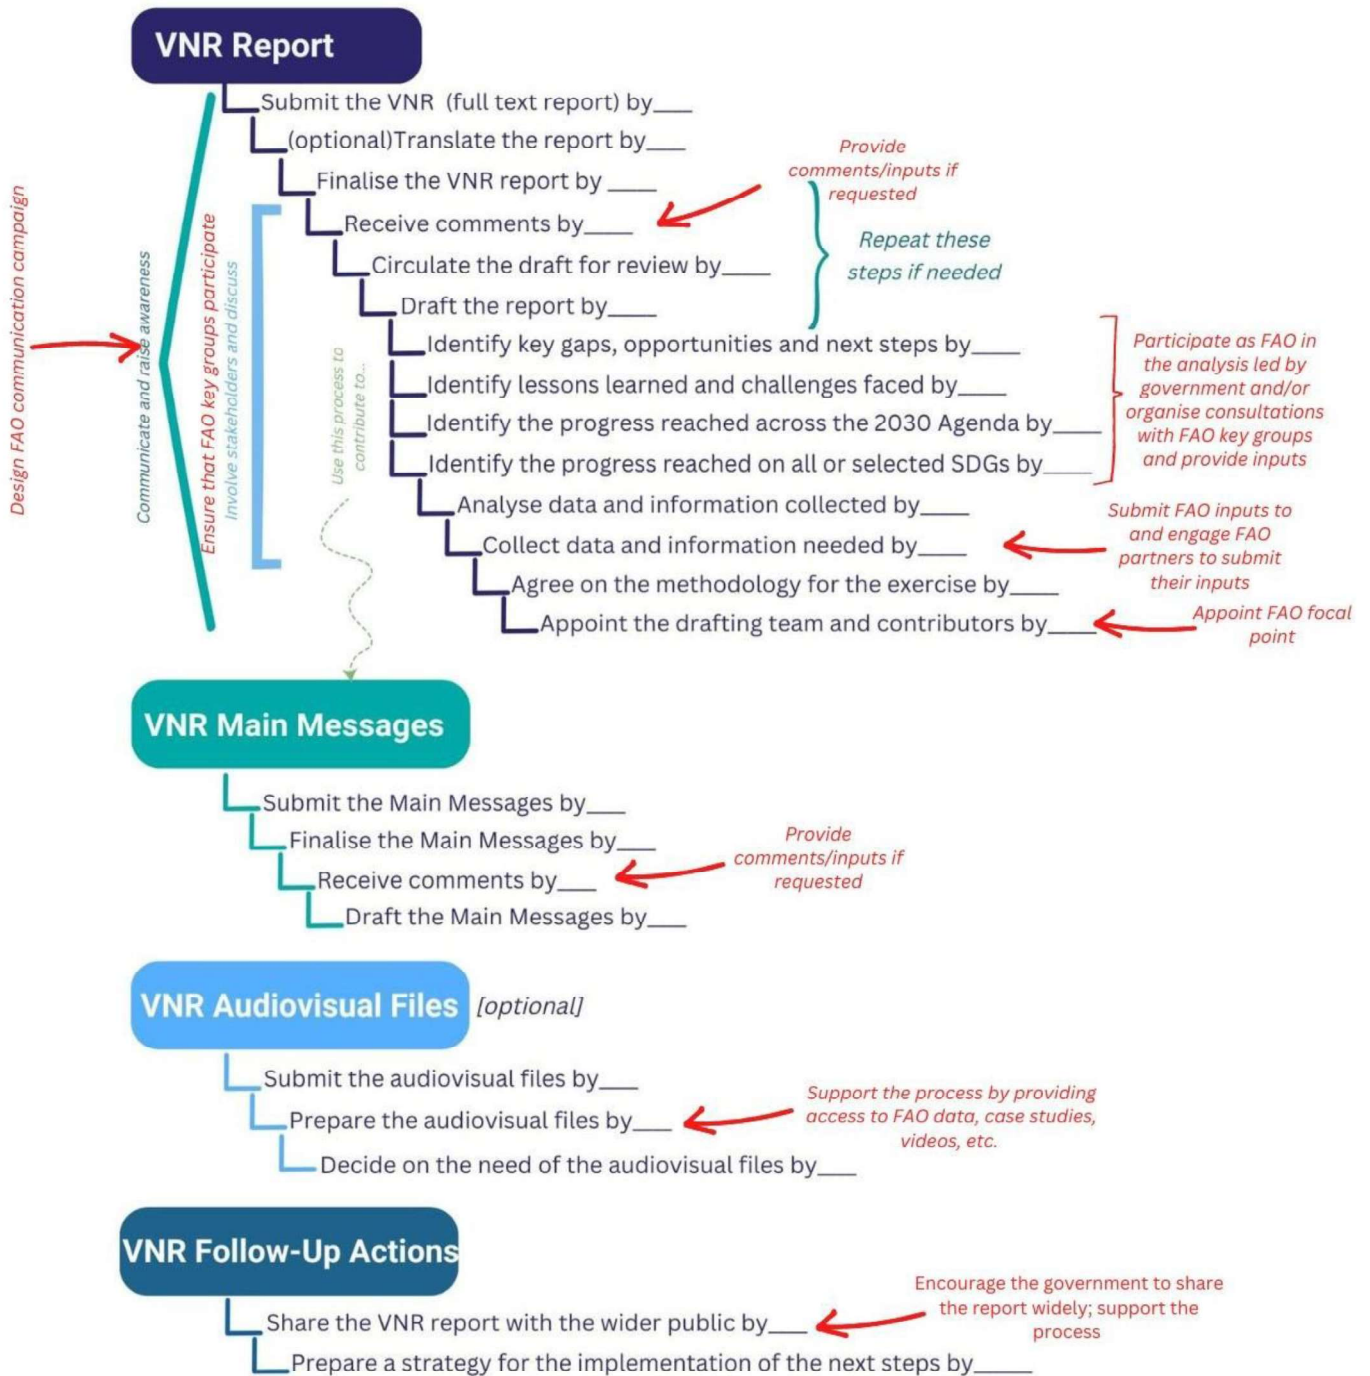 VNR Report
Submit the VNR  (full text report) by___
(optional)Translate the report by___
Finalise the VNR report by ____
Receive comments by____
Circulate the draft for review by____
Draft the report by____
Identify key gaps, opportunities and next steps by____
Identify lessons learned and challenges faced by____
Identify the progress reached across the 2030 Agenda by____
Identify the progress reached on all or selected SDGs by____
Analyse data and information collected by____
Collect data and information needed by____
Agree on the methodology for the exercise by____
Appoint the drafting team and contributors by____
Provide
comments/inputs if
requested
Repeat these
steps if needed
Participate as FAO in
the analysis led by
government and/or
organise consultations
with FAO key groups
and provide inputs
Submit FAO inputs to
and engage FAO
partners to submit
their inputs
Appoint FAO focal
point
Design FAO communication campaign
Communicate and raise awareness
Ensure that FAO key groups participate
Involve stakeholders and discuss
Use this process to
contribute to...
VNR Main Messages
Submit the Main Messages by___
Finalise the Main Messages by___
Receive comments by___
Draft the Main Messages by___
Provide
comments/inputs if
requested
VNR Audiovisual Files [optional]
Submit the audiovisual files by___
Prepare the audiovisual files by___
Decide on the need of the audiovisual files by___
Support the process by providing
access to FAO data, case studies,
videos, etc.
VNR Follow-Up Actions
Share the VNR report with the wider public by___
Prepare a strategy for the implementation of the next steps by____
Encourage the government to share
the report widely; support the
process